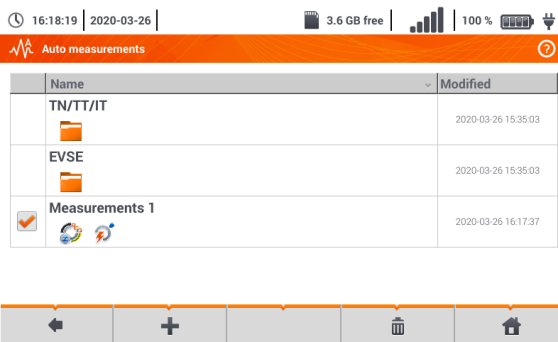 16:18:19 2020-03-26 3.6 GB free 100 %
Auto measurements ?
Name Modified
TN/TT/IT
2020-03-26 15:35:03
EVSE
2020-03-26 15:35:03
Measurements 1
2020-03-26 16:17:37